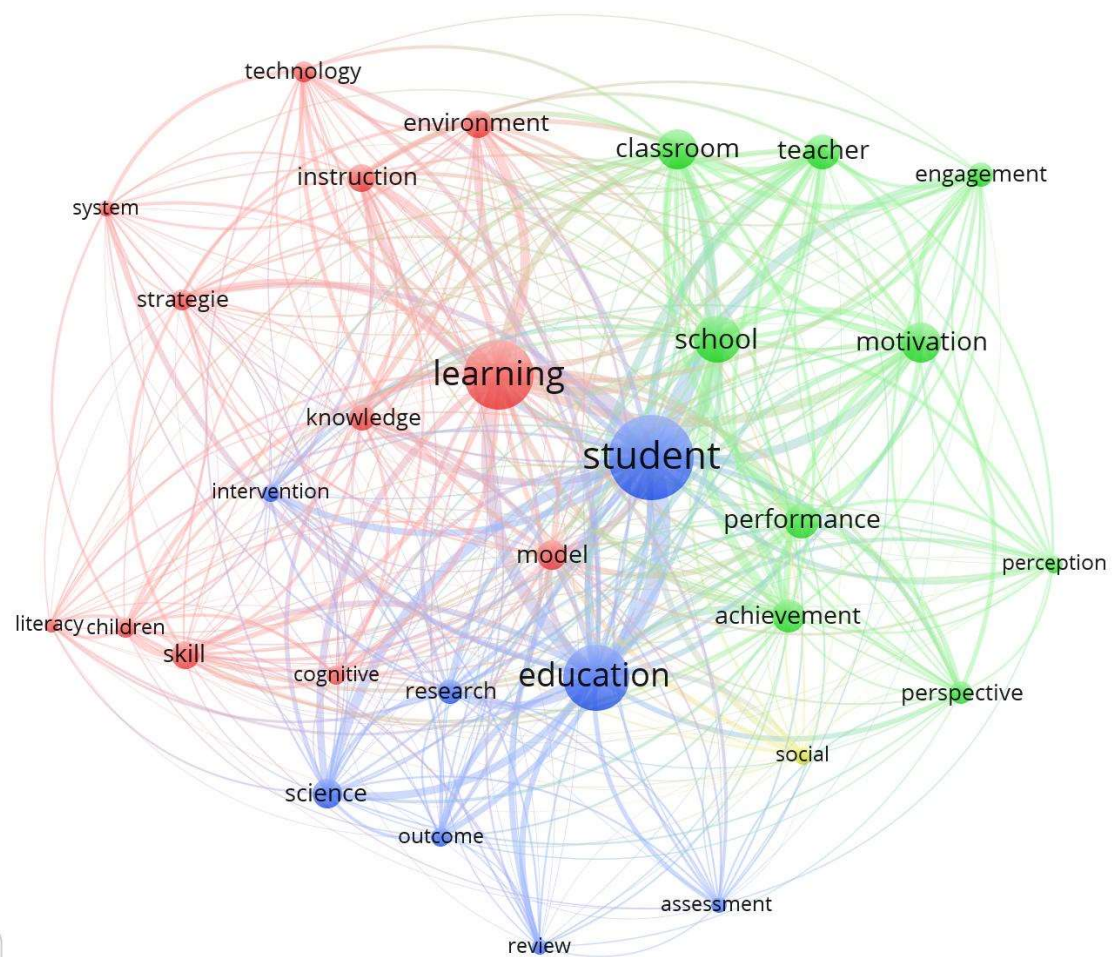 technology
environment
classroom
teacher
instruction
engagement
system
strategie
school
motivation
learning
knowledge
student
intervention
performance
model
perception
literacy
children
achievement
skill
cognitive
research
education
perspective
social
science
outcome
assessment
review